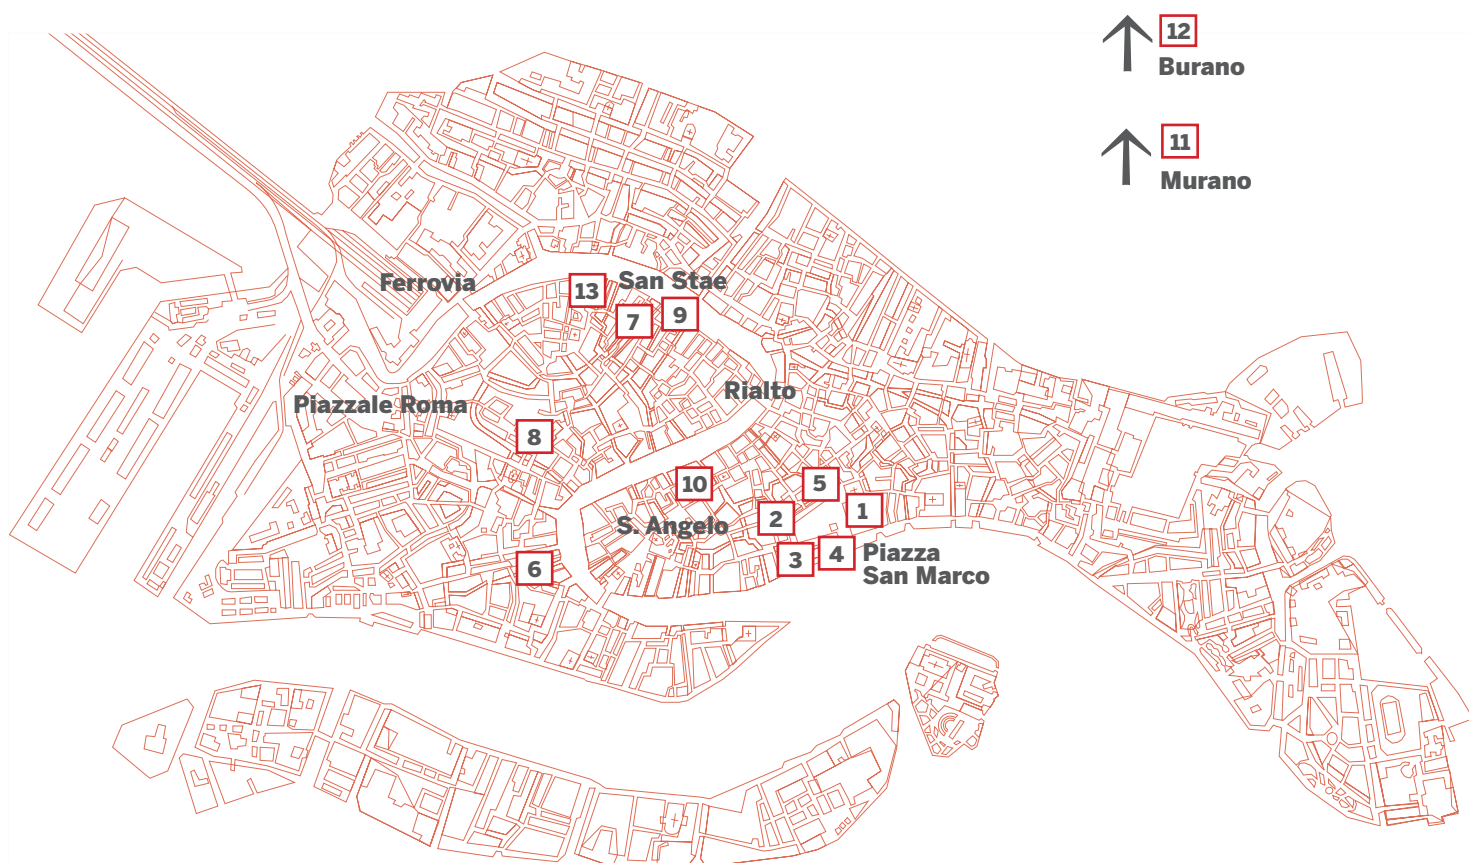 12
Burano
11
Murano
Ferrovia
San Stae
13
7
9
Piazzale Roma
Rialto
8
10
5
1
2
S. Angelo
3
4
Piazza
San Marco
6